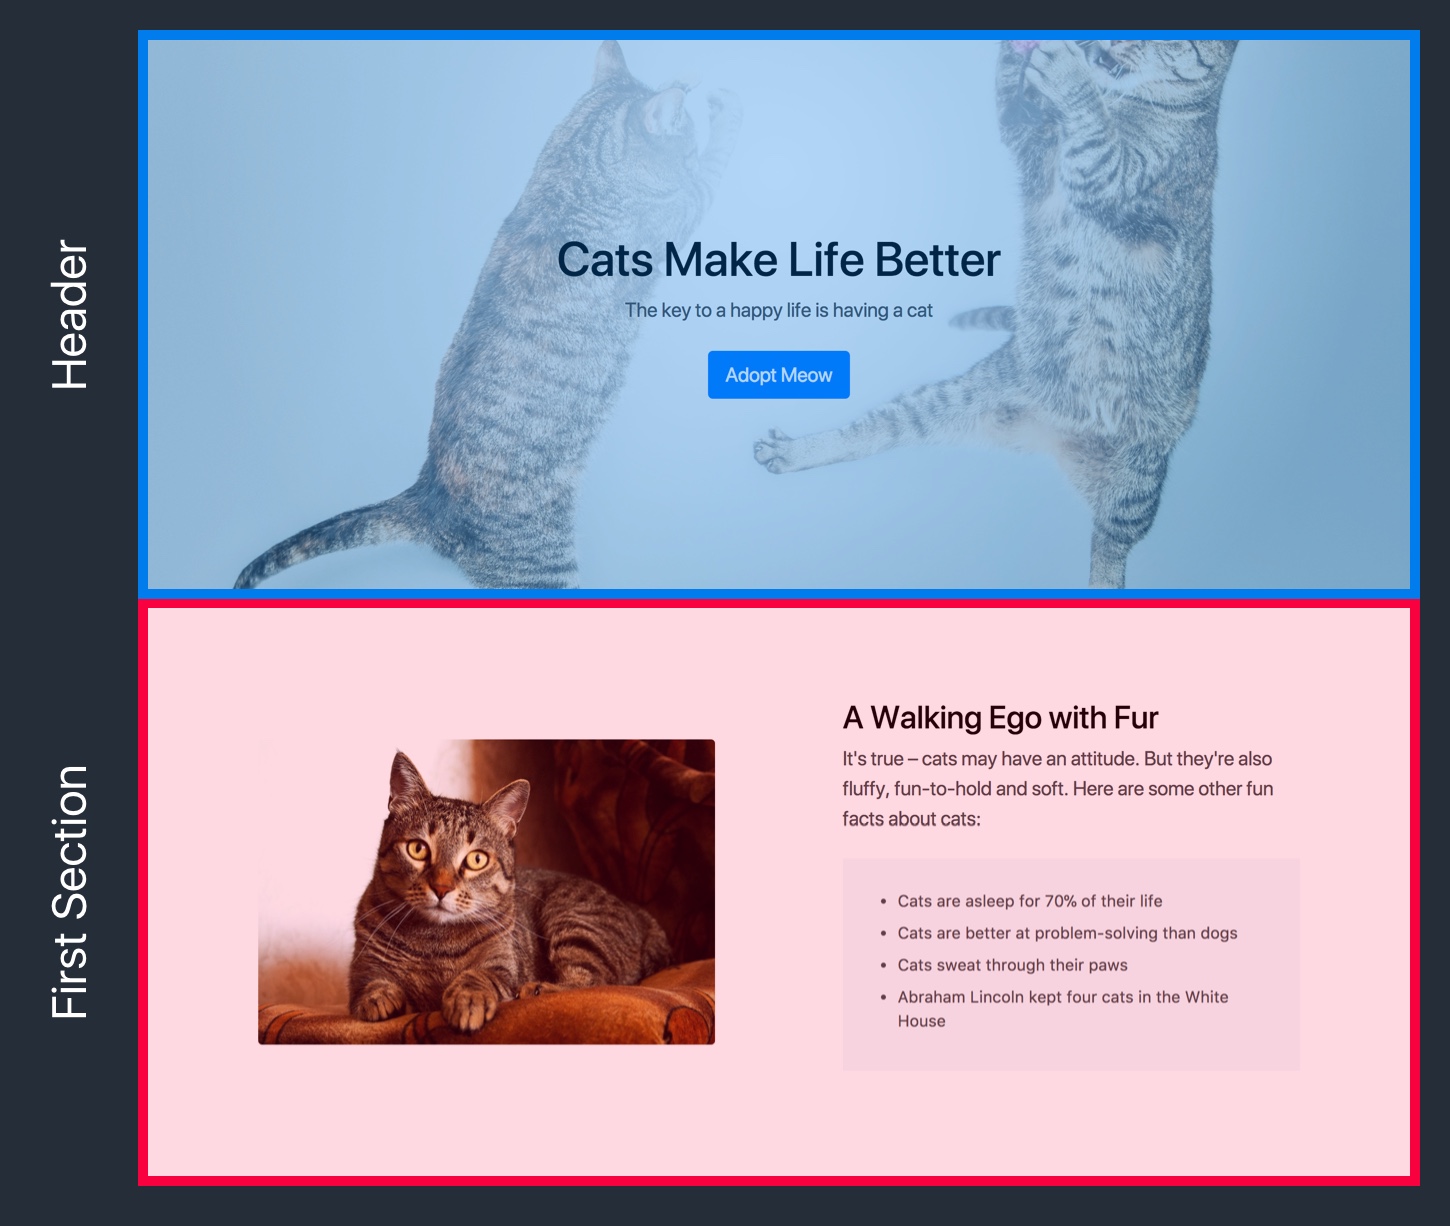 Header
Cats Make Life Better
The key to a happy life is having a cat
Adopt Meow
First Section
A Walking Ego with Fur
It's true – cats may have an attitude. But they're also
fluffy, fun-to-hold and soft. Here are some other fun
facts about cats:
• Cats are asleep for 70% of their life
• Cats are better at problem-solving than dogs
• Cats sweat through their paws
• Abraham Lincoln kept four cats in the White
House